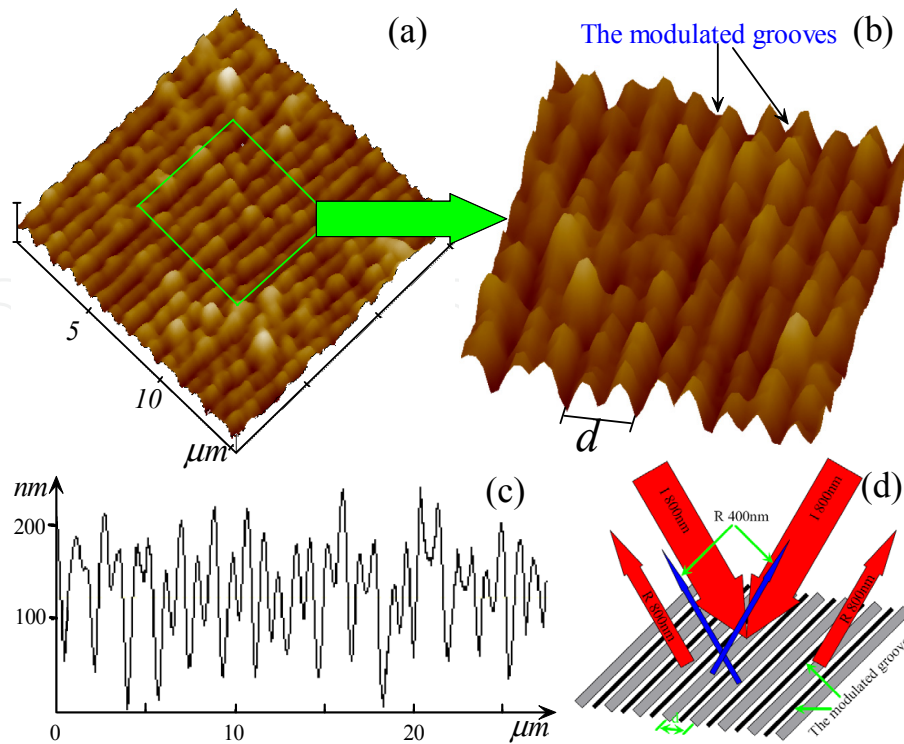 (a)
The modulated grooves
(b)
5
10
μm
d
nm
(c)
200
100
0
10
20
μm
(d)
I 800nm
I 800nm
R 400nm
R 800nm
R 800nm
The modulated groove